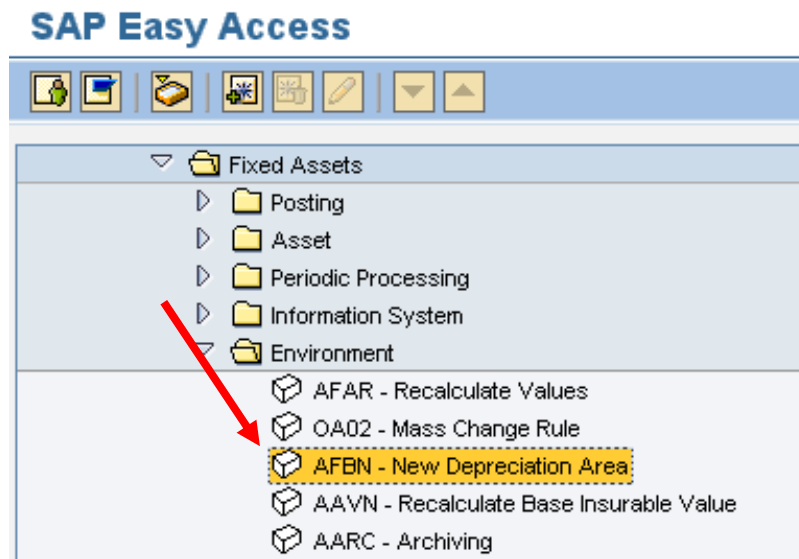 SAP Easy Access
Fixed Assets
Posting
Asset
Periodic Processing
Information System
Environment
AFAR - Recalculate Values
OA02 - Mass Change Rule
AFBN - New Depreciation Area
AAVN - Recalculate Base Insurable Value
AARC - Archiving